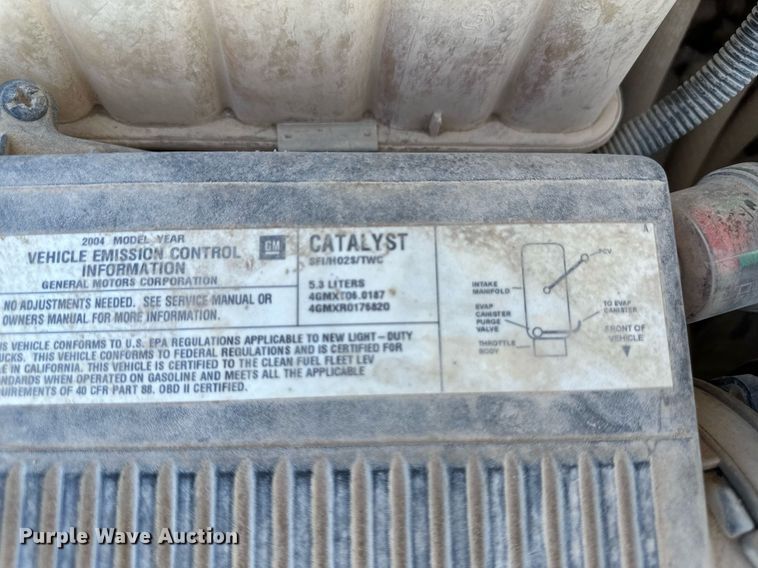 2004 MODEL YEAR
VEHICLE EMISSION CONTROL
INFORMATION
GENERAL MOTORS CORPORATION
GM
CATALYST
SFI/HO2S/TWC
5.3 LITERS
4GMXT06.0187
4GMXR0176820
NO ADJUSTMENTS NEEDED. SEE SERVICE MANUAL OR
OWNERS MANUAL FOR MORE INFORMATION.
VEHICLE CONFORMS TO U.S. EPA REGULATIONS APPLICABLE TO NEW LIGHT-DUTY
THIS VEHICLE CONFORMS TO FEDERAL REGULATIONS AND IS CERTIFIED FOR
IN CALIFORNIA. THIS VEHICLE IS CERTIFIED TO THE CLEAN FUEL FLEET LEV
WHEN OPERATED ON GASOLINE AND MEETS ALL THE APPLICABLE
OF 40 CFR PART 88. OBD II CERTIFIED.
A
PCV
INTAKE
MANIFOLD
EVAP
CANISTER
PURGE
VALVE
THROTTLE
BODY
TO EVAP
CANISTER
FRONT OF
VEHICLE
Purple Wave Auction